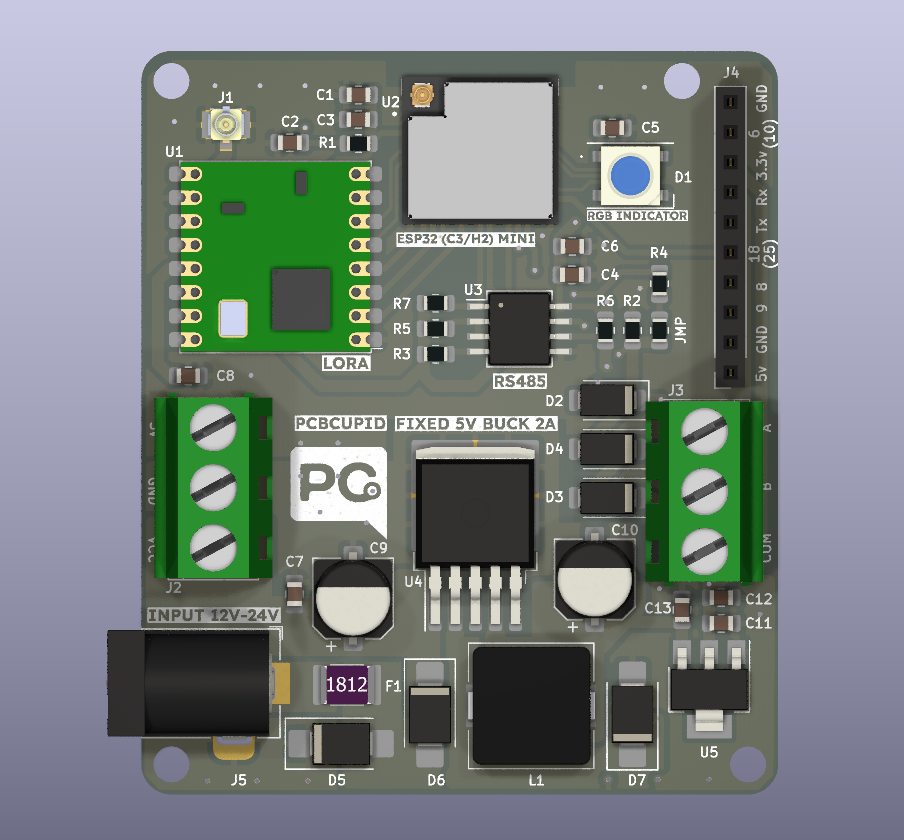 J4
GND
J1
C1
U2
6
(10)
C3
C2
C5
R1
3.3v
U1
D1
Rx
RGB INDICATOR
Tx
ESP32 (C3/H2) MINI
C6
18
(25)
R4
C4
U3
8
R7
R6
R2
9
R5
JMP
R3
GND
LORA
RS485
5v
C8
J3
D2
PCBCUPID
FIXED 5V BUCK 2A
A
D4
PC
B
GND
D3
C10
C9
COM
VCC
C7
U4
J2
C12
C13
INPUT 12V-24V
C11
+
+
1812
F1
U5
J5
D5
D6
L1
D7